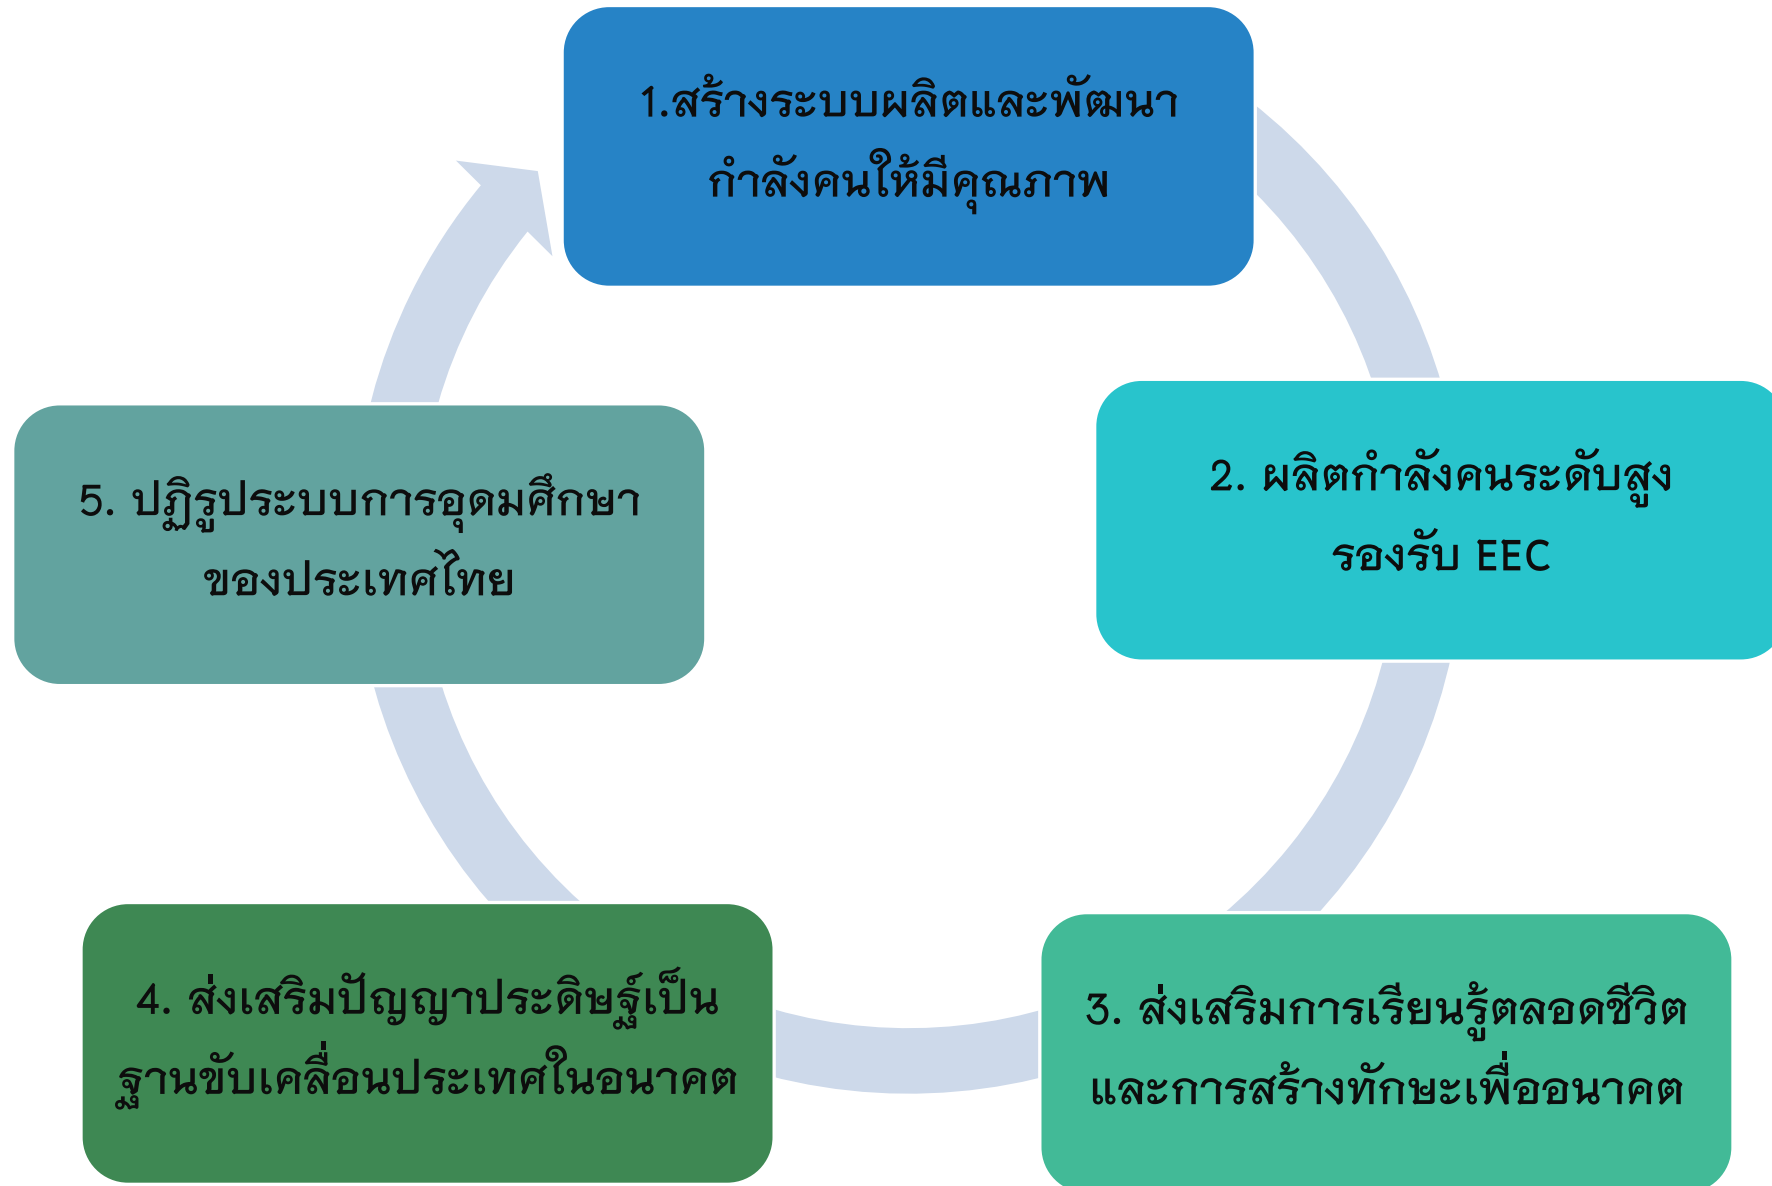 1.สร้างระบบผลิตและพัฒนา
กำลังคนให้มีคุณภาพ
2. ผลิตกำลังคนระดับสูง
รองรับ EEC
3. ส่งเสริมการเรียนรู้ตลอดชีวิต
และการสร้างทักษะเพื่ออนาคต
4. ส่งเสริมปัญญาประดิษฐ์เป็น
ฐานขับเคลื่อนประเทศในอนาคต
5. ปฏิรูประบบการอุดมศึกษา
ของประเทศไทย